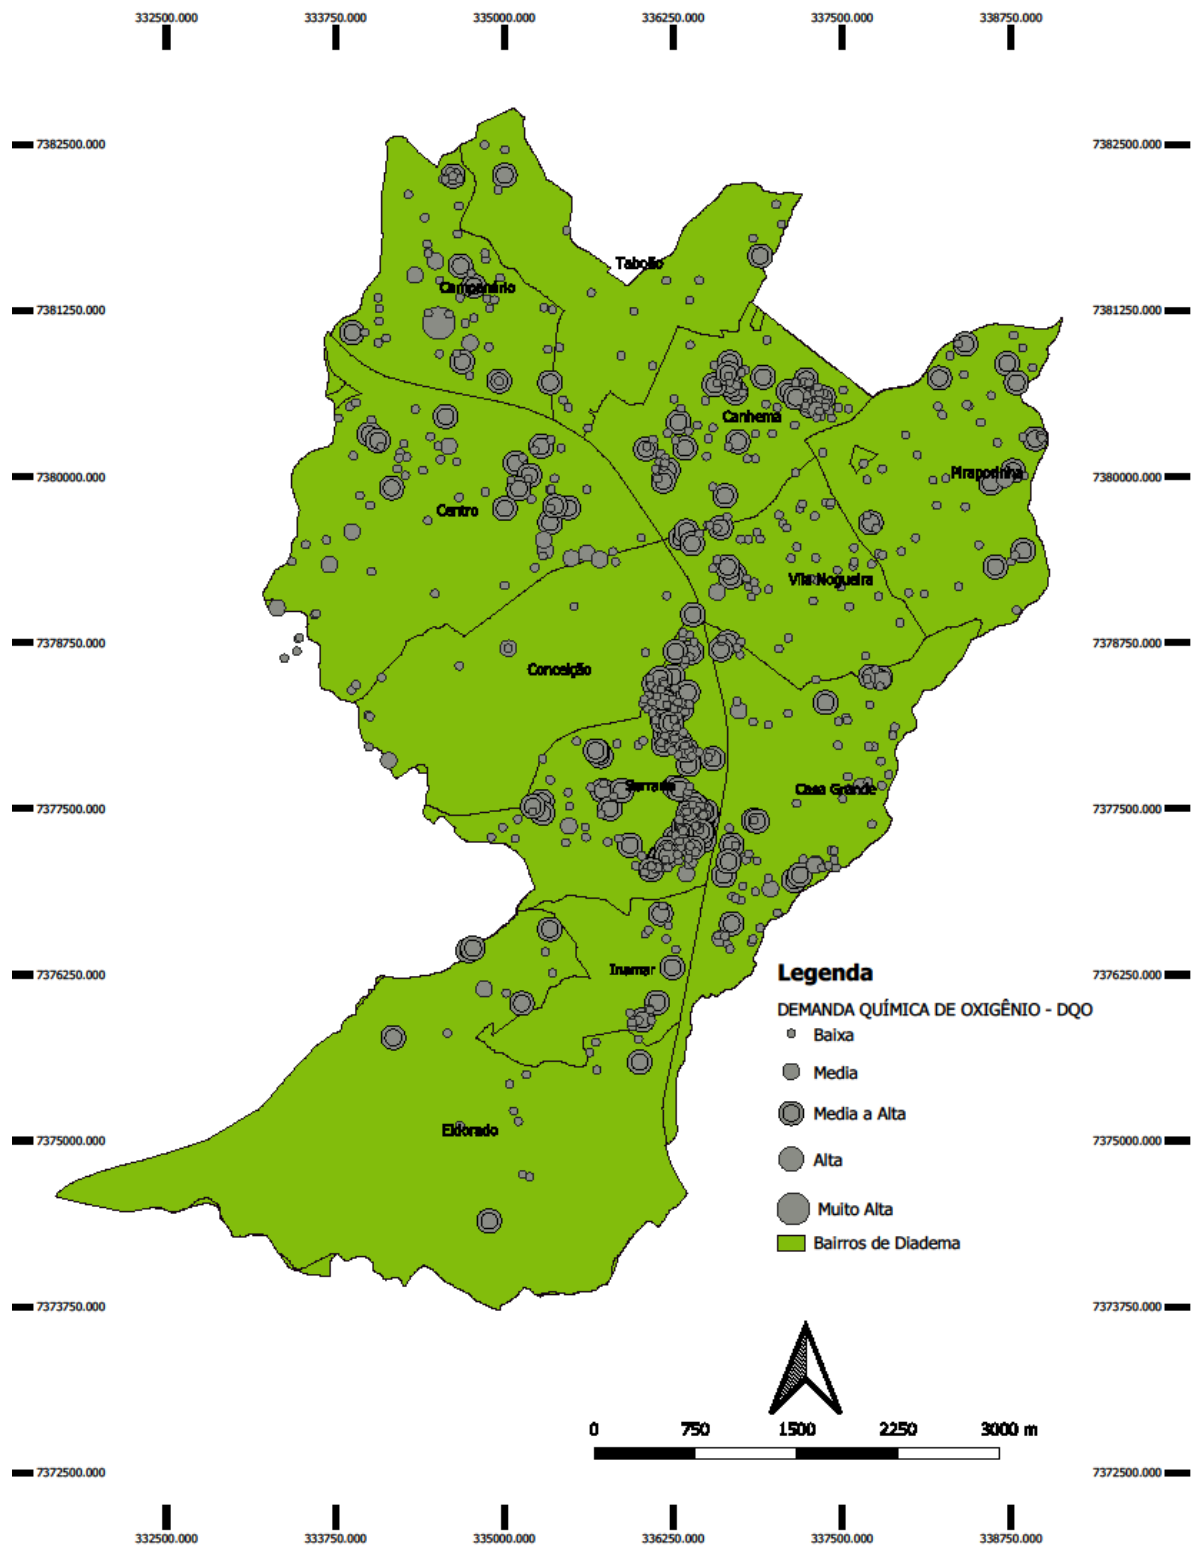 332500.000 333750.000 335000.000 336250.000 337500.000 338750.000
7382500.000 7382500.000
Tabolão
Campanário
7381250.000 7381250.000
Canhema
Piraporinha
7380000.000 7380000.000
Centro
Vila Nogueira
7378750.000 7378750.000
Conceição
Serraria
Casa Grande
7377500.000 7377500.000
Inamar
7376250.000 7376250.000
Legenda
DEMANDA QUÍMICA DE OXIGÊNIO - DQO
Baixa
Media
Media a Alta
Eldorado
7375000.000 7375000.000
Alta
Muito Alta
Bairros de Diadema
7373750.000 7373750.000
0 750 1500 2250 3000 m
7372500.000 7372500.000
332500.000 333750.000 335000.000 336250.000 337500.000 338750.000